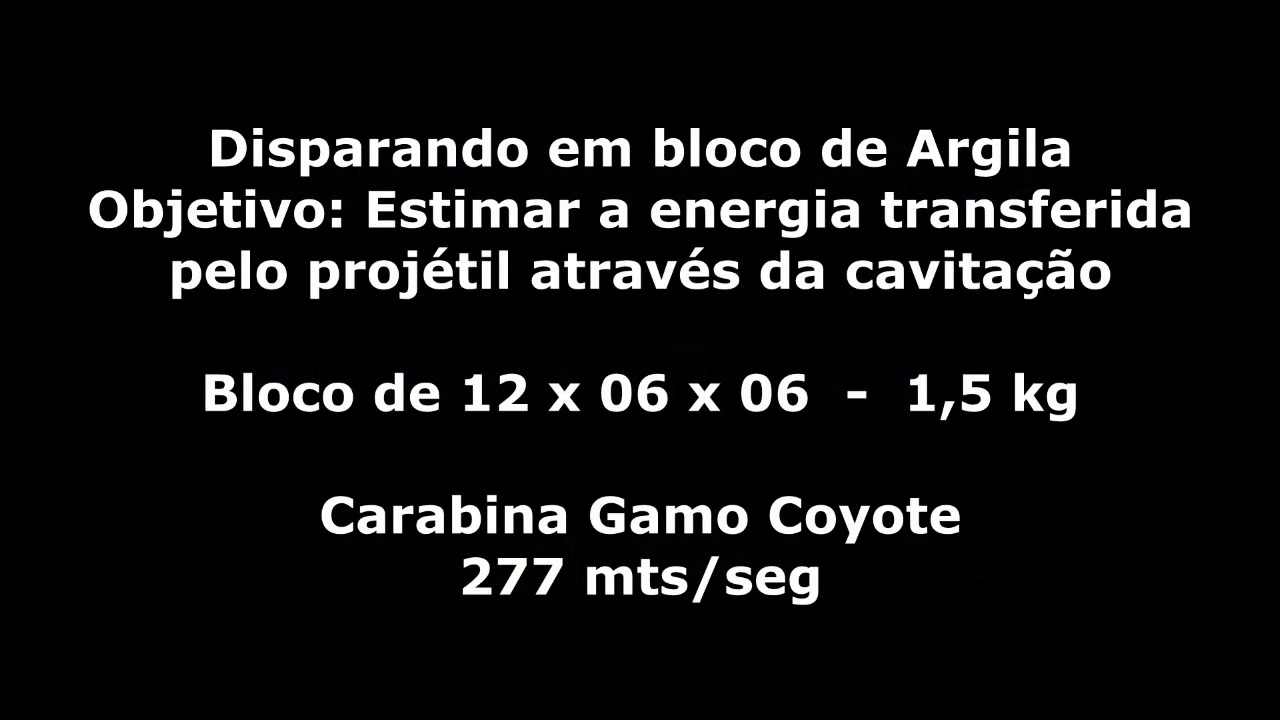 Disparando em bloco de Argila
Objetivo: Estimar a energia transferida
pelo projétil através da cavitação
Bloco de 12 x 06 x 06 - 1,5 kg
Carabina Gamo Coyote
277 mts/seg